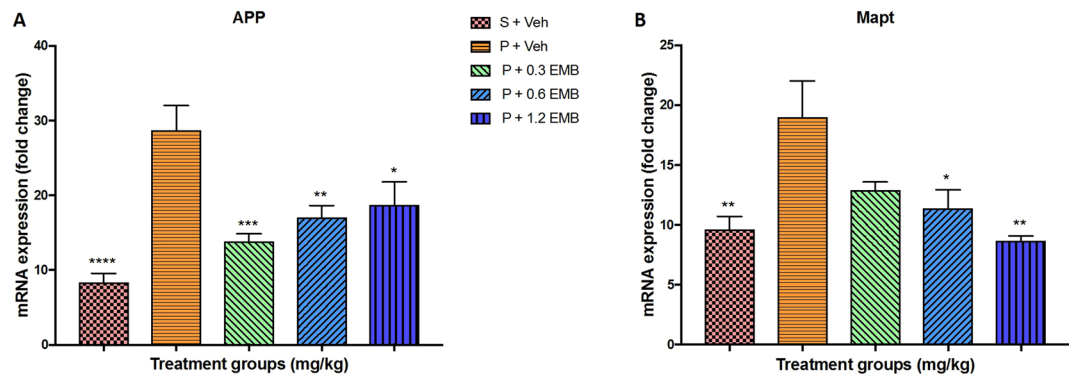 A
APP
mRNA expression (fold change)
40
30
20
10
0
****
***
**
*
Treatment groups (mg/kg)
S + Veh
P + Veh
P + 0.3 EMB
P + 0.6 EMB
P + 1.2 EMB
B
Mapt
mRNA expression (fold change)
25
20
15
10
5
0
**
*
**
Treatment groups (mg/kg)